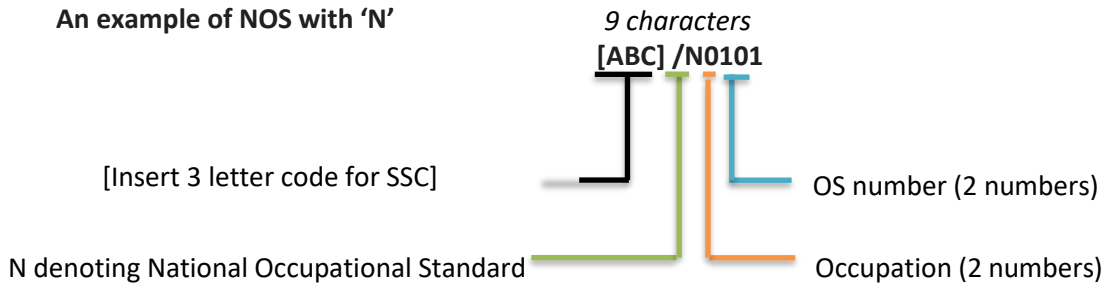 An example of NOS with ‘N’
9 characters
[ABC] /N0101
[Insert 3 letter code for SSC]
OS number (2 numbers)
N denoting National Occupational Standard
Occupation (2 numbers)